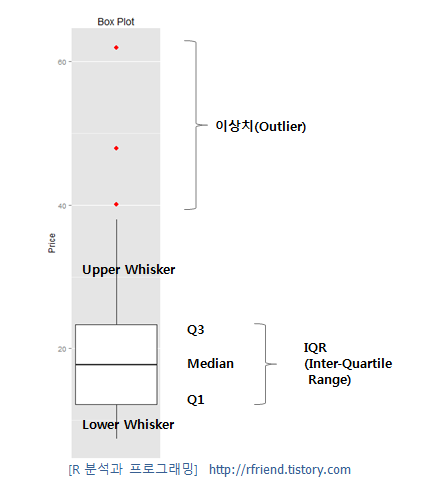 Box Plot
60
이상치(Outlier)
40
Price
Upper Whisker
Q3
20
Median
IQR
(Inter-Quartile
Range)
Q1
Lower Whisker
[R 분석과 프로그래밍] http://rfriend.tistory.com